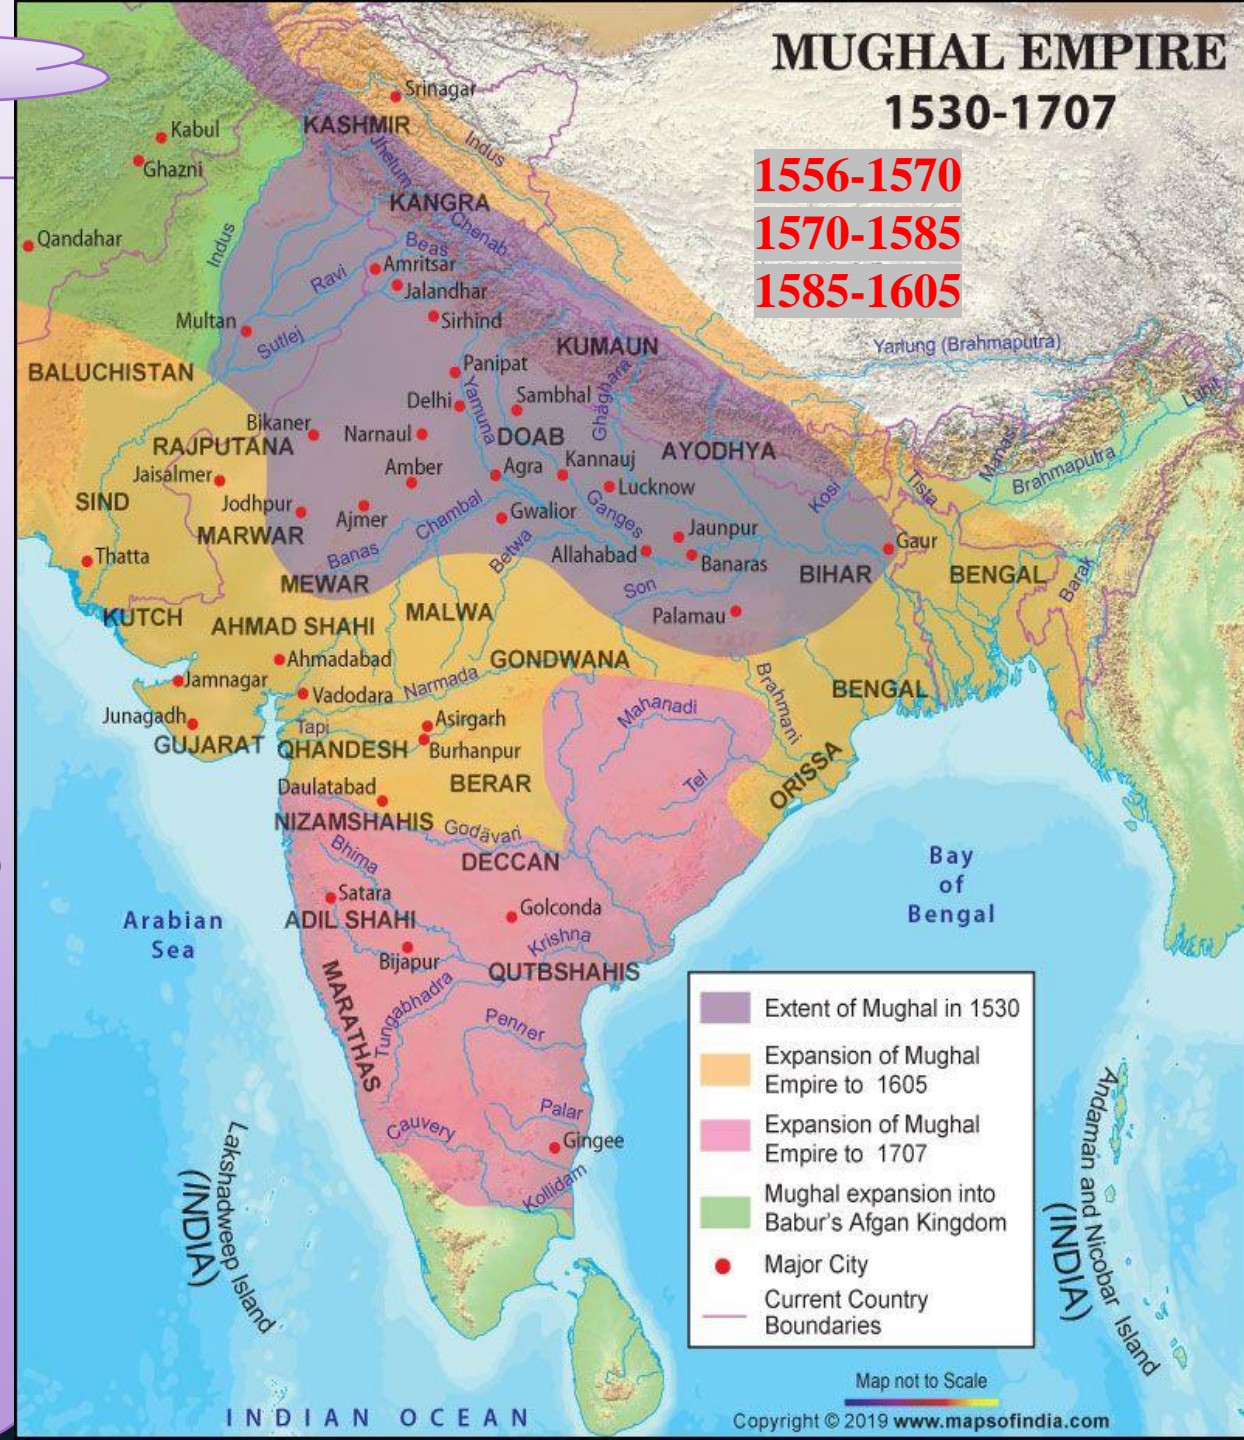 MUGHAL EMPIRE
1530-1707
1556-1570
1570-1585
1585-1605
Srinagar
KASHMIR
Kabul
Ghazni
Indus
Jhelum
KANGRA
Chenab
Qandahar
Indus
Beas
Amritsar
Ravi
Jalandhar
Multan
Sutlej
Sirhind
KUMAUN
Yarlung (Brahmaputra)
BALUCHISTAN
Panipat
Delhi
Yamuna
Sambhal
Ghaghara
Luhit
Bikaner
Narnaul
DOAB
AYODHYA
Manas
RAJPUTANA
Jaisalmer
Amber
Agra
Kannauj
Lucknow
Kosi
Tista
Brahmaputra
SIND
Jodhpur
Ajmer
Chambal
Gwalior
Ganges
Jaunpur
MARWAR
Banas
Betwa
Allahabad
Banaras
Gaur
Thatta
MEWAR
Son
BIHAR
BENGAL
Barak
KUTCH
AHMAD SHAHI
MALWA
Palamau
Ahmadabad
GONDWANA
Jamnagar
Vadodara
Narmada
Brahmani
BENGAL
Junagadh
Tapi
Asirgarh
Mahanadi
GUJARAT
QHANDESH
Burhanpur
Daulatabad
BERAR
Tel
ORISSA
NIZAMSHAHIS
Godāvari
Bhima
DECCAN
Bay
of
Bengal
Satara
Golconda
Arabian
Sea
ADIL SHAHI
Krishna
Bijapur
QUTBSHAHIS
MARATHAS
Tungabhadra
Penner
Palar
Cauvery
Gingee
Kollidam
Extent of Mughal in 1530
Expansion of Mughal
Empire to 1605
Expansion of Mughal
Empire to 1707
Mughal expansion into
Babur's Afgan Kingdom
Major City
Current Country
Boundaries
Lakshadweep Island
(INDIA)
Andaman and Nicobar Island
(INDIA)
Map not to Scale
INDIAN OCEAN
Copyright © 2019 www.mapsofindia.com